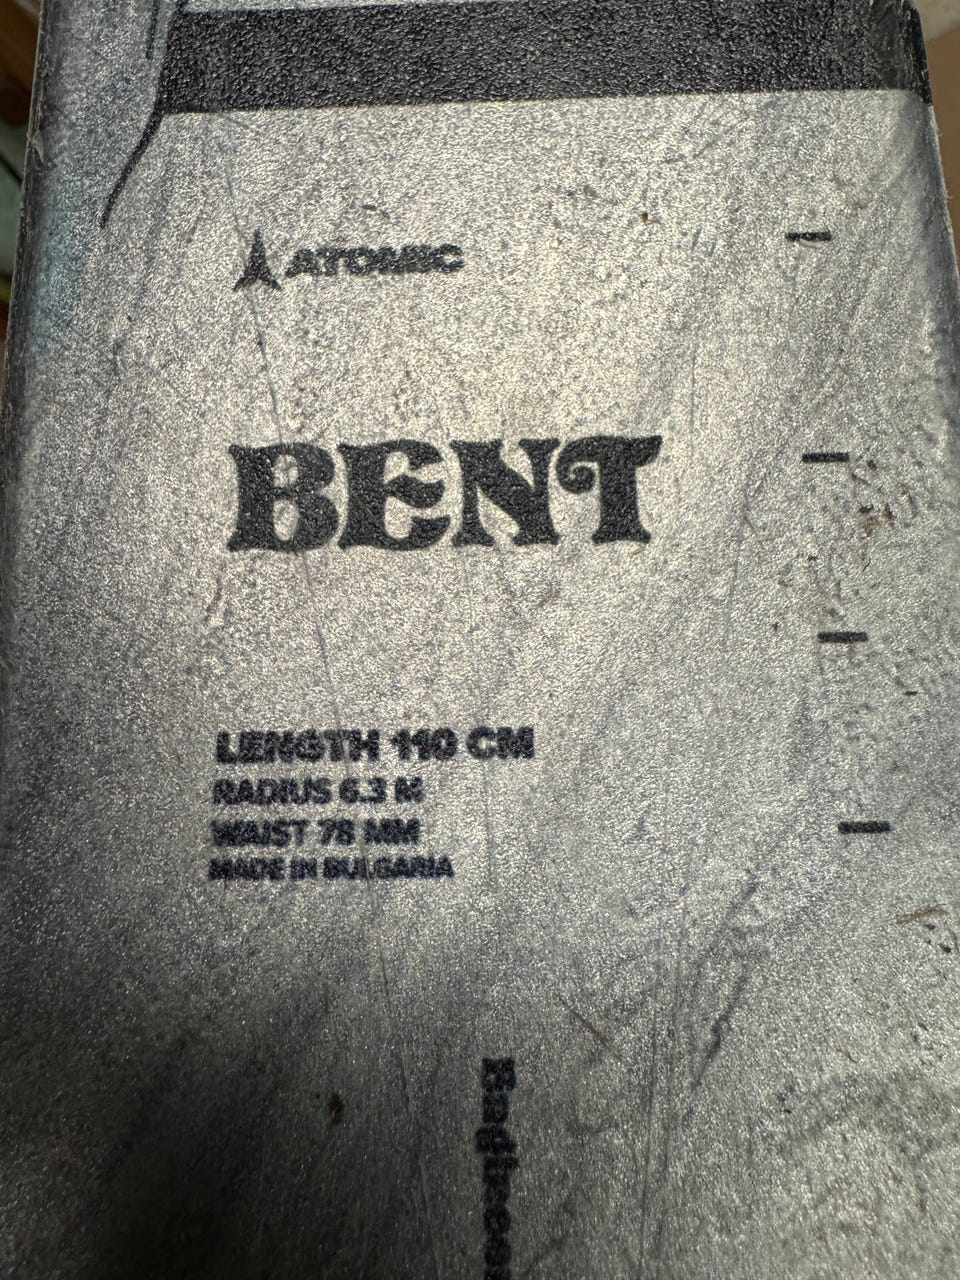 ATOMIC
BENT
LENGTH 110 CM
RADIUS 6.3 M
WAIST 78 MM
MADE IN BULGARIA